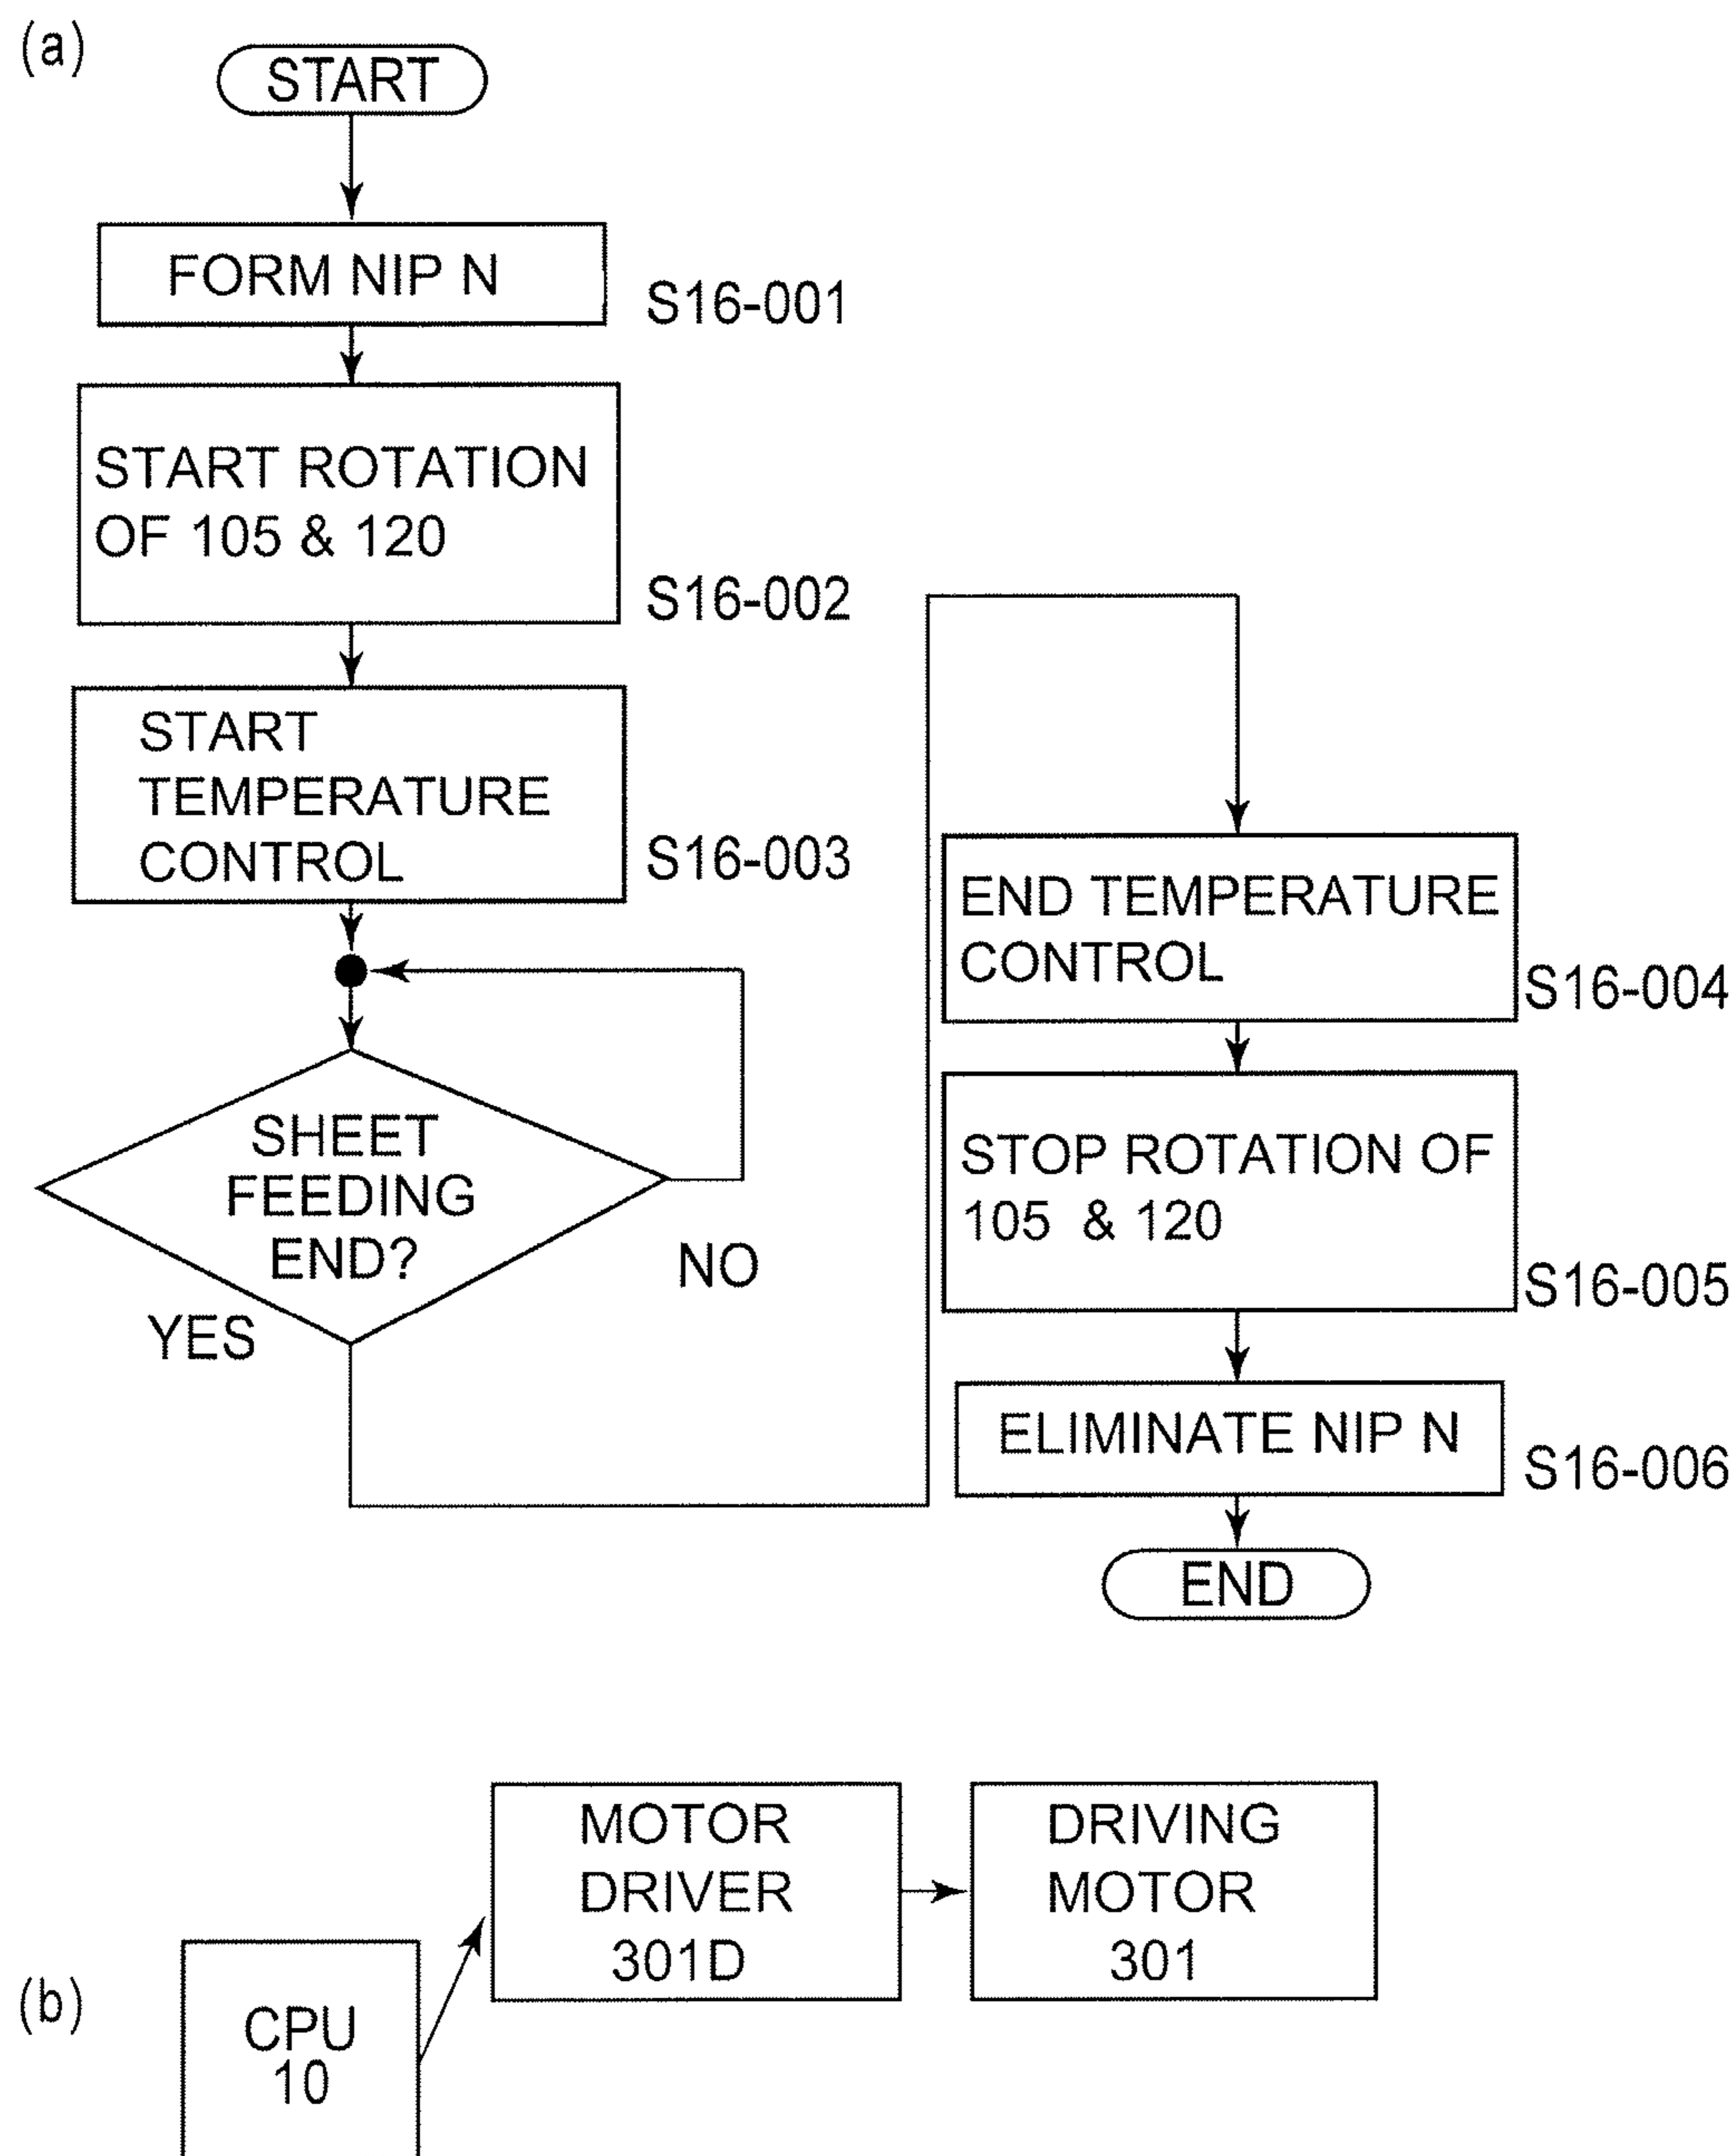 (a)
START
FORM NIP N
S16-001
START ROTATION
OF 105 & 120
S16-002
START
TEMPERATURE
CONTROL
S16-003
SHEET
FEEDING
END?
NO
YES
END TEMPERATURE
CONTROL
S16-004
STOP ROTATION OF
105 & 120
S16-005
ELIMINATE NIP N
S16-006
END
(b)
CPU
10
MOTOR
DRIVER
301D
DRIVING
MOTOR
301